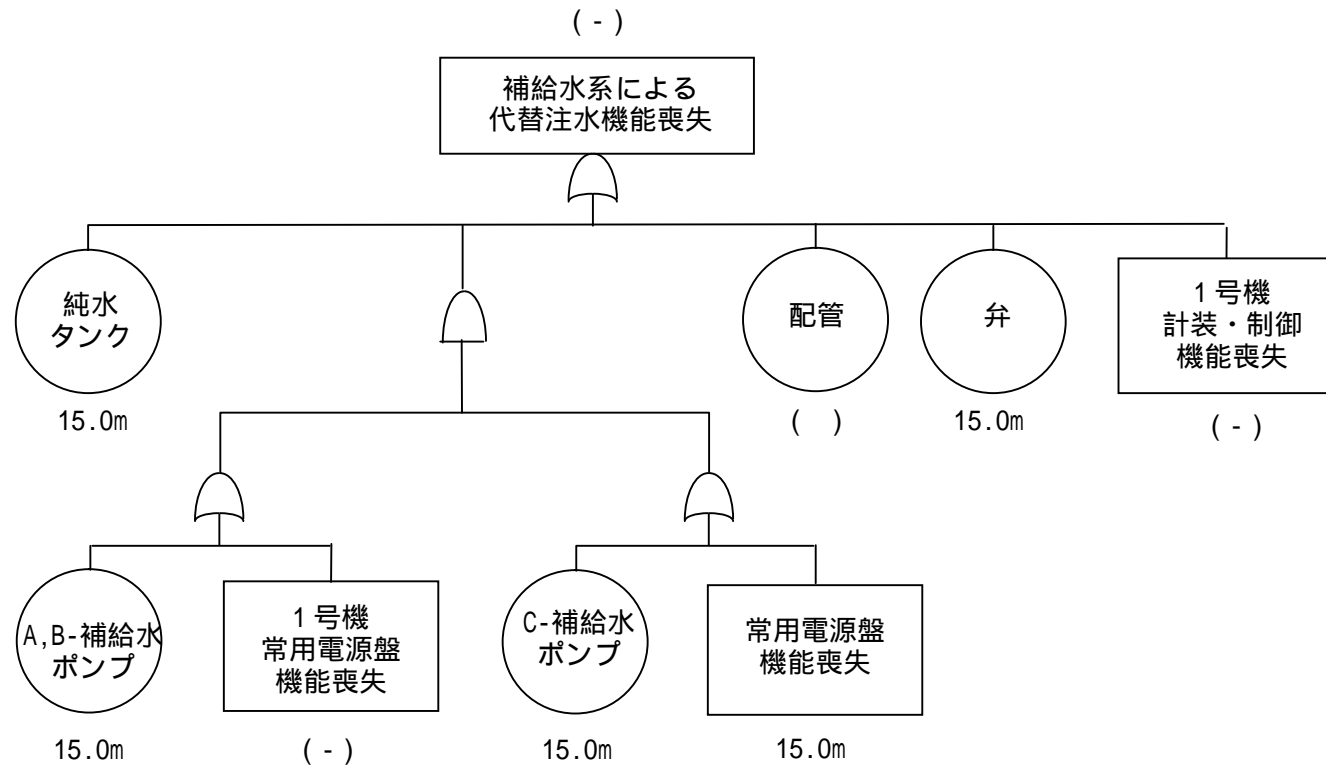 ( - )
補給水系による
代替注水機能喪失
純水
タンク
15.0m
配管
( )
弁
15.0m
1号機
計装・制御
機能喪失
( - )
A,B-補給水
ポンプ
15.0m
1号機
常用電源盤
機能喪失
( - )
C-補給水
ポンプ
15.0m
常用電源盤
機能喪失
15.0m